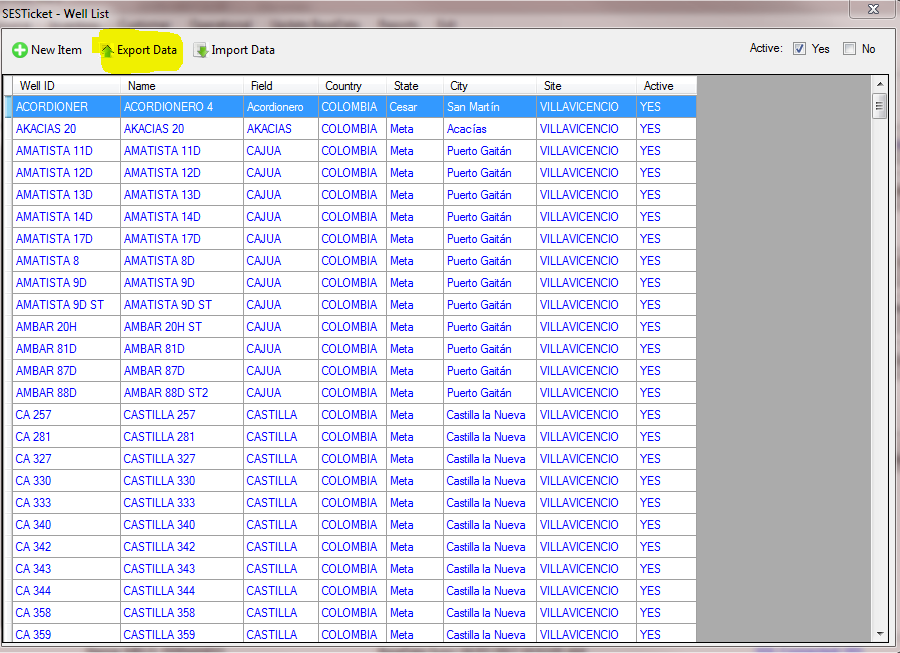 SESTicket - Well List
New Item Export Data Import Data Active: Yes No
Well ID Name Field Country State City Site Active
ACORDIONER ACORDIONERO 4 Acordionero COLOMBIA Cesar San Martín VILLAVICENCIO YES
AKACIAS 20 AKACIAS 20 AKACIAS COLOMBIA Meta Acacías VILLAVICENCIO YES
AMATISTA 11D AMATISTA 11D CAJUA COLOMBIA Meta Puerto Gaitán VILLAVICENCIO YES
AMATISTA 12D AMATISTA 12D CAJUA COLOMBIA Meta Puerto Gaitán VILLAVICENCIO YES
AMATISTA 13D AMATISTA 13D CAJUA COLOMBIA Meta Puerto Gaitán VILLAVICENCIO YES
AMATISTA 14D AMATISTA 14D CAJUA COLOMBIA Meta Puerto Gaitán VILLAVICENCIO YES
AMATISTA 17D AMATISTA 17D CAJUA COLOMBIA Meta Puerto Gaitán VILLAVICENCIO YES
AMATISTA 8 AMATISTA 8D CAJUA COLOMBIA Meta Puerto Gaitán VILLAVICENCIO YES
AMATISTA 9D AMATISTA 9D CAJUA COLOMBIA Meta Puerto Gaitán VILLAVICENCIO YES
AMATISTA 9D ST AMATISTA 9D ST CAJUA COLOMBIA Meta Puerto Gaitán VILLAVICENCIO YES
AMBAR 20H AMBAR 20H ST CAJUA COLOMBIA Meta Puerto Gaitán VILLAVICENCIO YES
AMBAR 81D AMBAR 81D CAJUA COLOMBIA Meta Puerto Gaitán VILLAVICENCIO YES
AMBAR 87D AMBAR 87D CAJUA COLOMBIA Meta Puerto Gaitán VILLAVICENCIO YES
AMBAR 88D AMBAR 88D ST2 CAJUA COLOMBIA Meta Puerto Gaitán VILLAVICENCIO YES
CA 257 CASTILLA 257 CASTILLA COLOMBIA Meta Castilla la Nueva VILLAVICENCIO YES
CA 281 CASTILLA 281 CASTILLA COLOMBIA Meta Castilla la Nueva VILLAVICENCIO YES
CA 327 CASTILLA 327 CASTILLA COLOMBIA Meta Castilla la Nueva VILLAVICENCIO YES
CA 330 CASTILLA 330 CASTILLA COLOMBIA Meta Castilla la Nueva VILLAVICENCIO YES
CA 333 CASTILLA 333 CASTILLA COLOMBIA Meta Castilla la Nueva VILLAVICENCIO YES
CA 340 CASTILLA 340 CASTILLA COLOMBIA Meta Castilla la Nueva VILLAVICENCIO YES
CA 342 CASTILLA 342 CASTILLA COLOMBIA Meta Castilla la Nueva VILLAVICENCIO YES
CA 343 CASTILLA 343 CASTILLA COLOMBIA Meta Castilla la Nueva VILLAVICENCIO YES
CA 344 CASTILLA 344 CASTILLA COLOMBIA Meta Castilla la Nueva VILLAVICENCIO YES
CA 358 CASTILLA 358 CASTILLA COLOMBIA Meta Castilla la Nueva VILLAVICENCIO YES
CA 359 CASTILLA 359 CASTILLA COLOMBIA Meta Castilla la Nueva VILLAVICENCIO YES